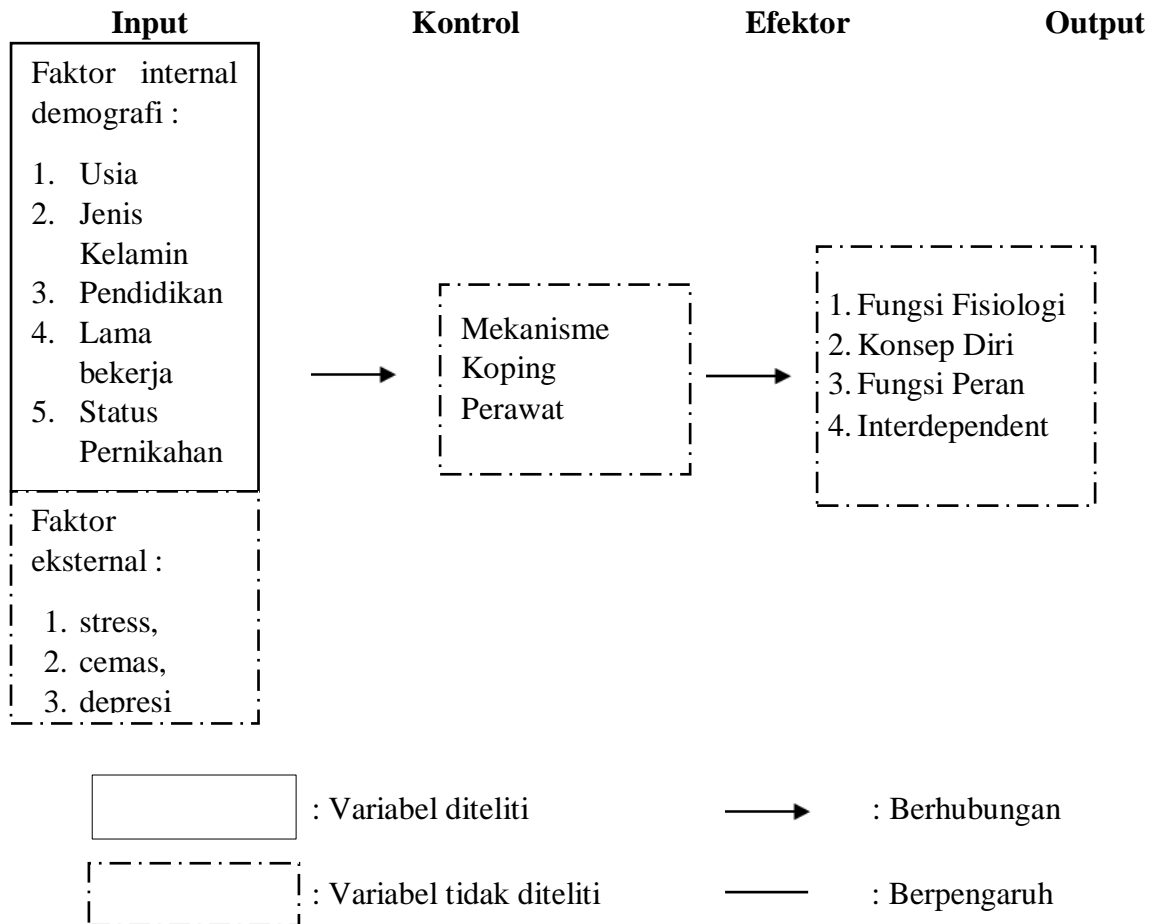 Input Kontrol Efektor Output
Faktor internal
demografi :
1. Usia
2. Jenis
Kelamin
3. Pendidikan
4. Lama
bekerja
5. Status
Pernikahan
Faktor
eksternal :
1. stress,
2. cemas,
3. depresi
Mekanisme
Koping
Perawat
1. Fungsi Fisiologi
2. Konsep Diri
3. Fungsi Peran
4. Interdependent
: Variabel diteliti
: Berhubungan
: Variabel tidak diteliti
: Berpengaruh